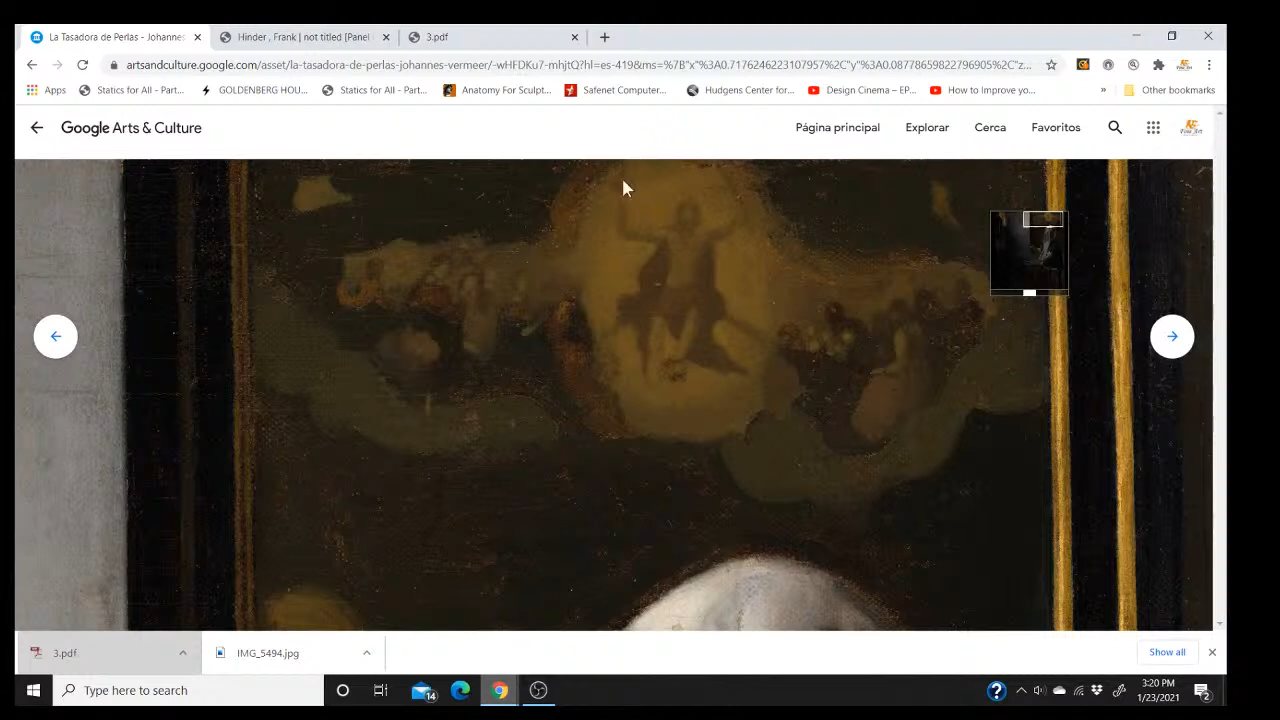 La Tasadora de Perlas - Johannes
Hinder , Frank | not titled [Panel
3.pdf
artsandculture.google.com/asset/la-tasadora-de-perlas-johannes-vermeer/-wHFDKu7-mhjtQ?hl=es-419&ms=%7B"x"%3A0.7176246223107957%2C"y"%3A0.08778659822796905%2C"z...
Apps
Statics for All - Part...
GOLDENBERG HOU...
Statics for All - Part...
Anatomy For Sculpt...
Safenet Computer...
Hudgens Center for...
Design Cinema – EP...
How to Improve yo...
»
Other bookmarks
Google Arts & Culture
Página principal
Explorar
Cerca
Favoritos
3.pdf
IMG_5494.jpg
Show all
Type here to search
14
3:20 PM
1/23/2021
2